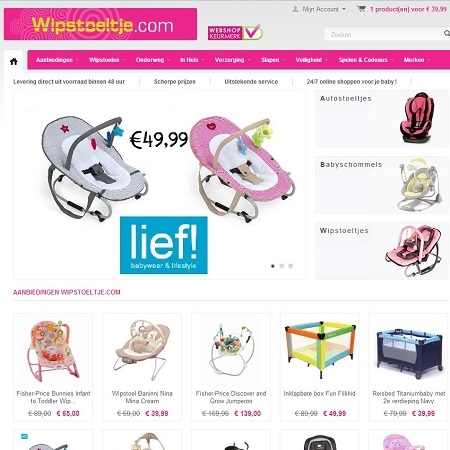 Wipstoeltje.com
WEBSHOP
KEURMERK
Mijn Account
1 product(en) voor € 39,99
Zoeken
Aanbiedingen Wipstoelen Onderweg In Huis Verzorging Slapen Veiligheid Spelen & Cadeaus Merken
Levering direct uit voorraad binnen 48 uur Scherpe prijzen Uitstekende service 24/7 online shoppen voor je baby !
€49,99
lief!
babywear & lifestyle
Autostoeltjes
Babyschommels
Wipstoeltjes
AANBIEDINGEN WIPSTOELTJE.COM
Fisher-Price Bunnies Infant
to Toddler Wip...
€ 89,00 € 65,00
Wipstoel Baninni Nina
Mina Cream
€ 59,00 € 39,99
Fisher-Price Discover and
Grow Jumperoo
€ 169,99 € 139,00
Inklapbare box Fun Fillikid
€ 89,99 € 49,99
Reisbed Titaniumbaby met
2e verdieping Navy
€ 79,99 € 39,99